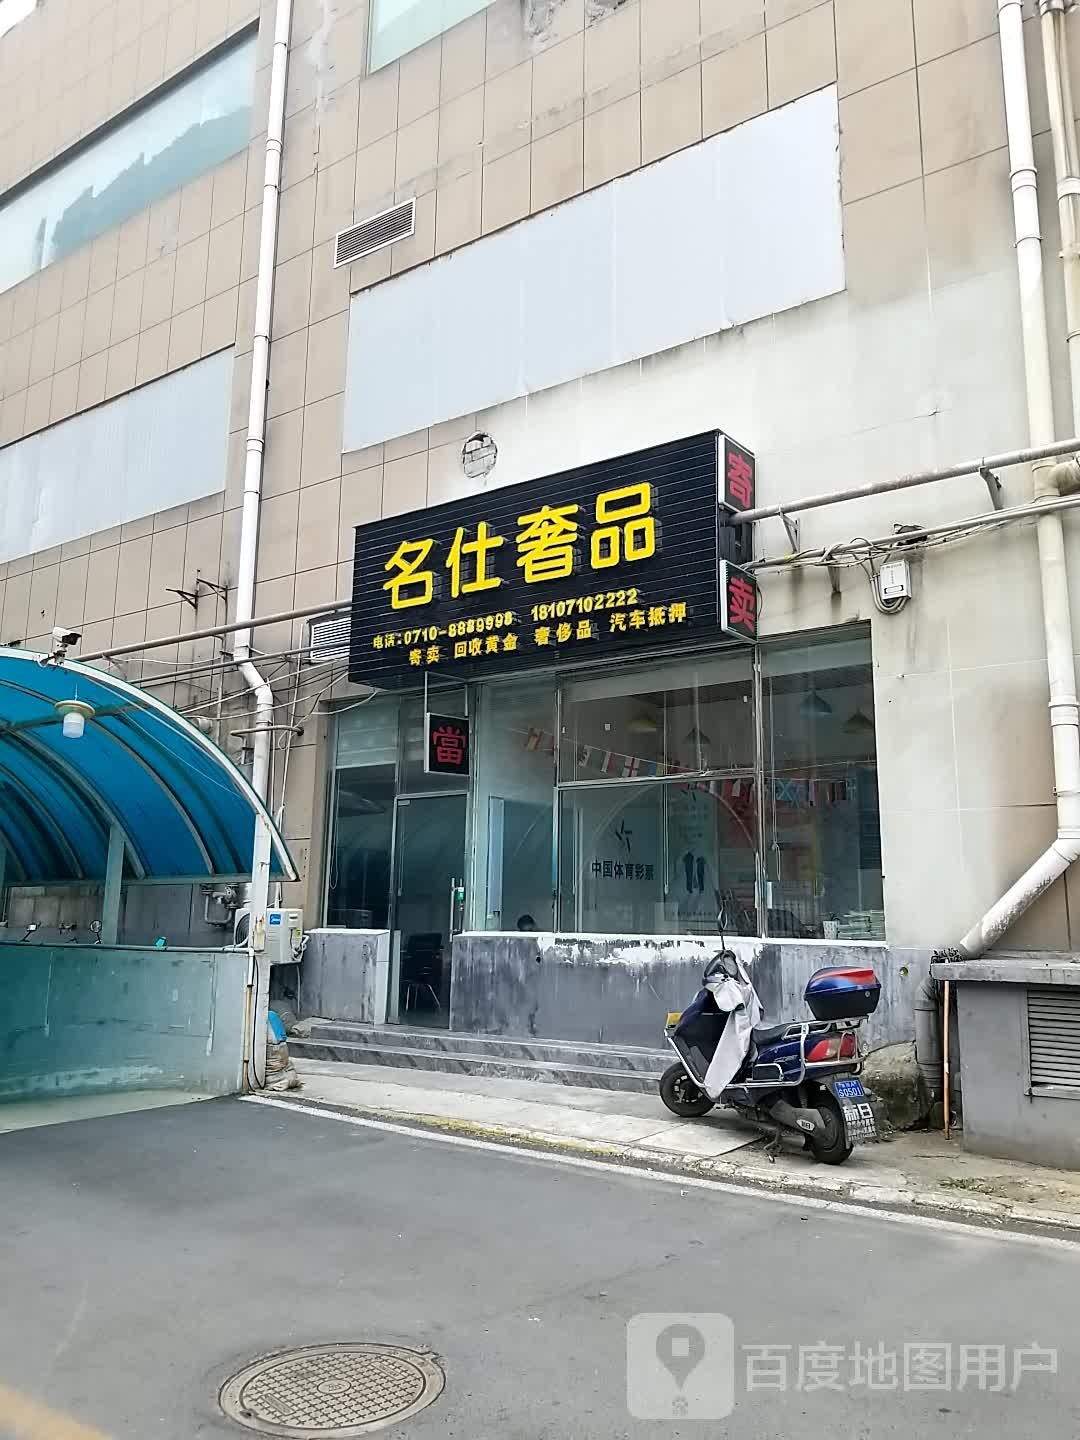 名仕奢品
电话:0710-8889998 18107102222
寄卖 回收黄金 奢侈品 汽车抵押
寄
卖
當
中国体育彩票
S0501
百度地图用户